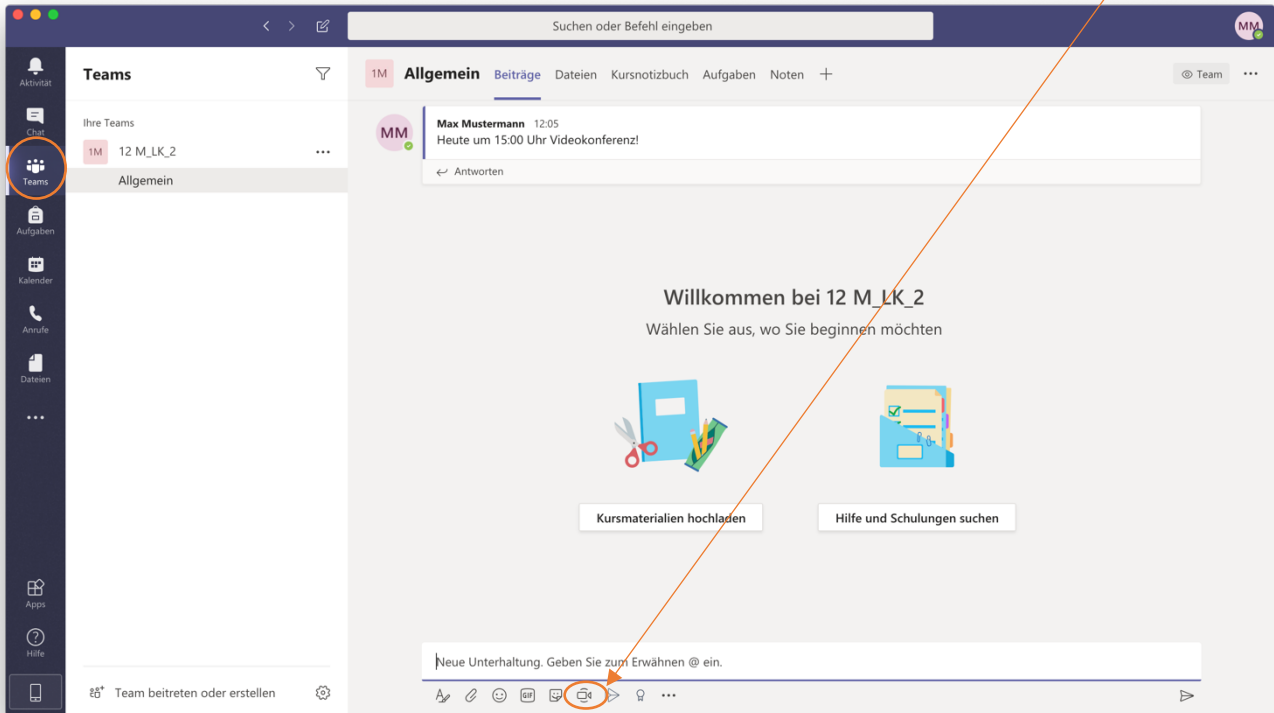 Suchen oder Befehl eingeben
MM
Aktivität
Chat
Teams
Aufgaben
Kalender
Anrufe
Dateien
Apps
Hilfe
Teams
Ihre Teams
1M 12 M_LK_2
Allgemein
Team beitreten oder erstellen
1M Allgemein Beiträge Dateien Kursnotizbuch Aufgaben Noten Team
MM
Max Mustermann 12:05
Heute um 15:00 Uhr Videokonferenz!
Antworten
Willkommen bei 12 M_LK_2
Wählen Sie aus, wo Sie beginnen möchten
Kursmaterialien hochladen
Hilfe und Schulungen suchen
Neue Unterhaltung. Geben Sie zum Erwähnen @ ein.
GIF